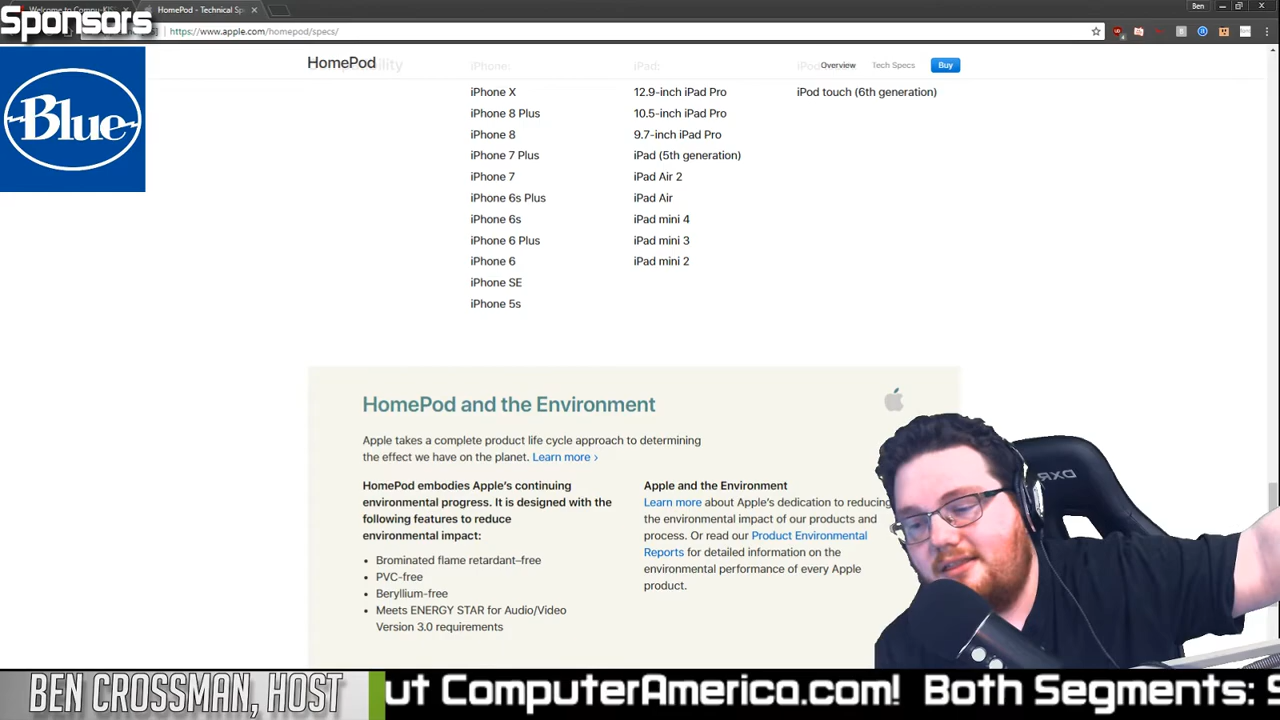 Sponsors
Welcome to Compu-
HomePod - Technical Sp
Ben
https://www.apple.com/homepod/specs/
Blue
HomePod
Overview
Tech Specs
Buy
iPhone:
iPad:
iPhone X
iPhone 8 Plus
iPhone 8
iPhone 7 Plus
iPhone 7
iPhone 6s Plus
iPhone 6s
iPhone 6 Plus
iPhone 6
iPhone SE
iPhone 5s
12.9-inch iPad Pro
10.5-inch iPad Pro
9.7-inch iPad Pro
iPad (5th generation)
iPad Air 2
iPad Air
iPad mini 4
iPad mini 3
iPad mini 2
iPod touch (6th generation)
HomePod and the Environment
Apple takes a complete product life cycle approach to determining
the effect we have on the planet. Learn more >
HomePod embodies Apple's continuing
environmental progress. It is designed with the
following features to reduce
environmental impact:
• Brominated flame retardant–free
• PVC-free
• Beryllium-free
• Meets ENERGY STAR for Audio/Video
Version 3.0 requirements
Apple and the Environment
Learn more about Apple's dedication to reducing
the environmental impact of our products and
process. Or read our Product Environmental
Reports for detailed information on the
environmental performance of every Apple
product.
DXR
BEN CROSSMAN, HOST
ut ComputerAmerica.com! Both Segments: S